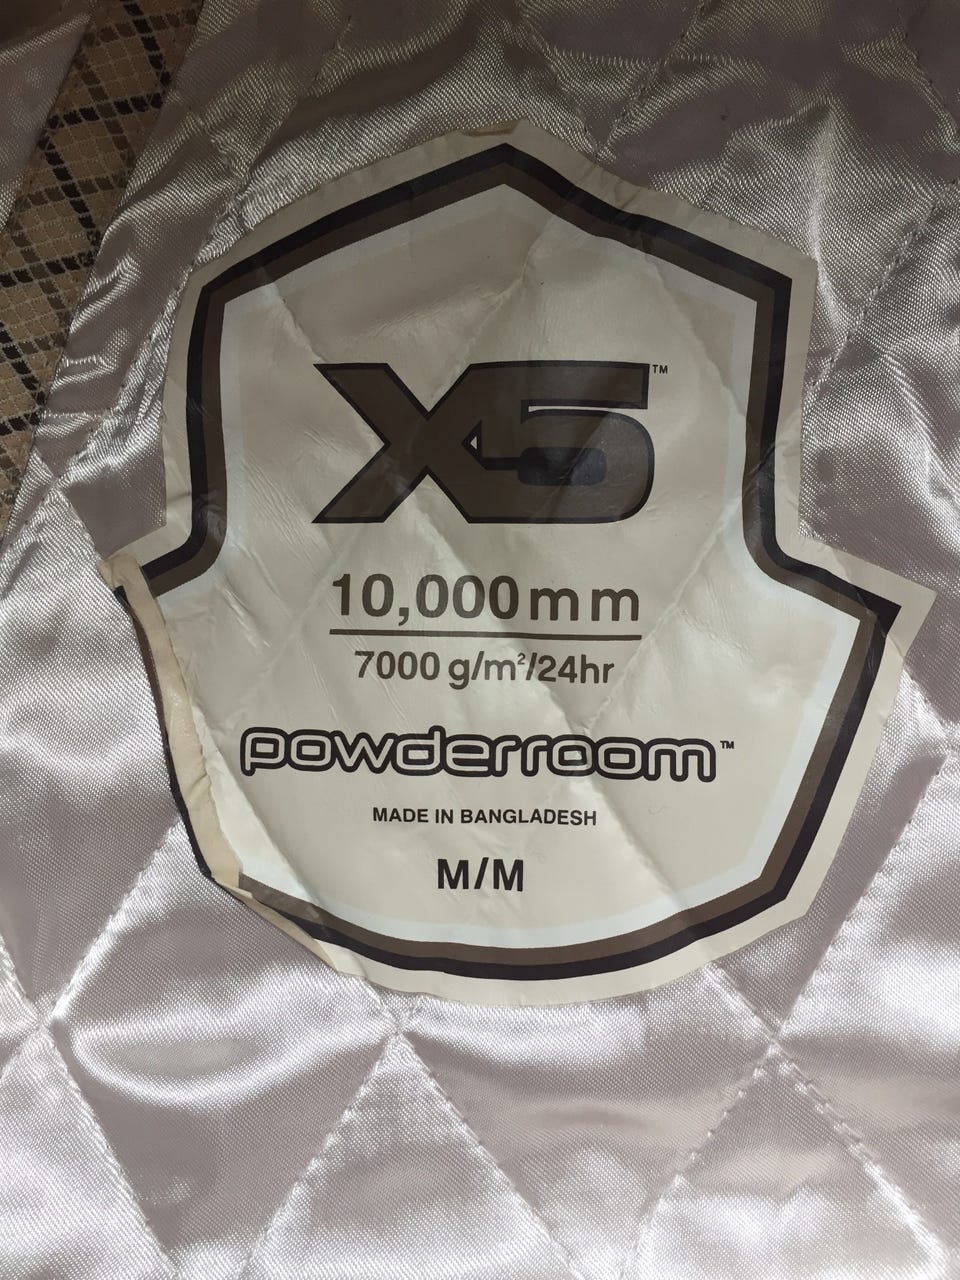 X5™
10,000mm
7000 g/m²/24hr
powderroom™
MADE IN BANGLADESH
M/M